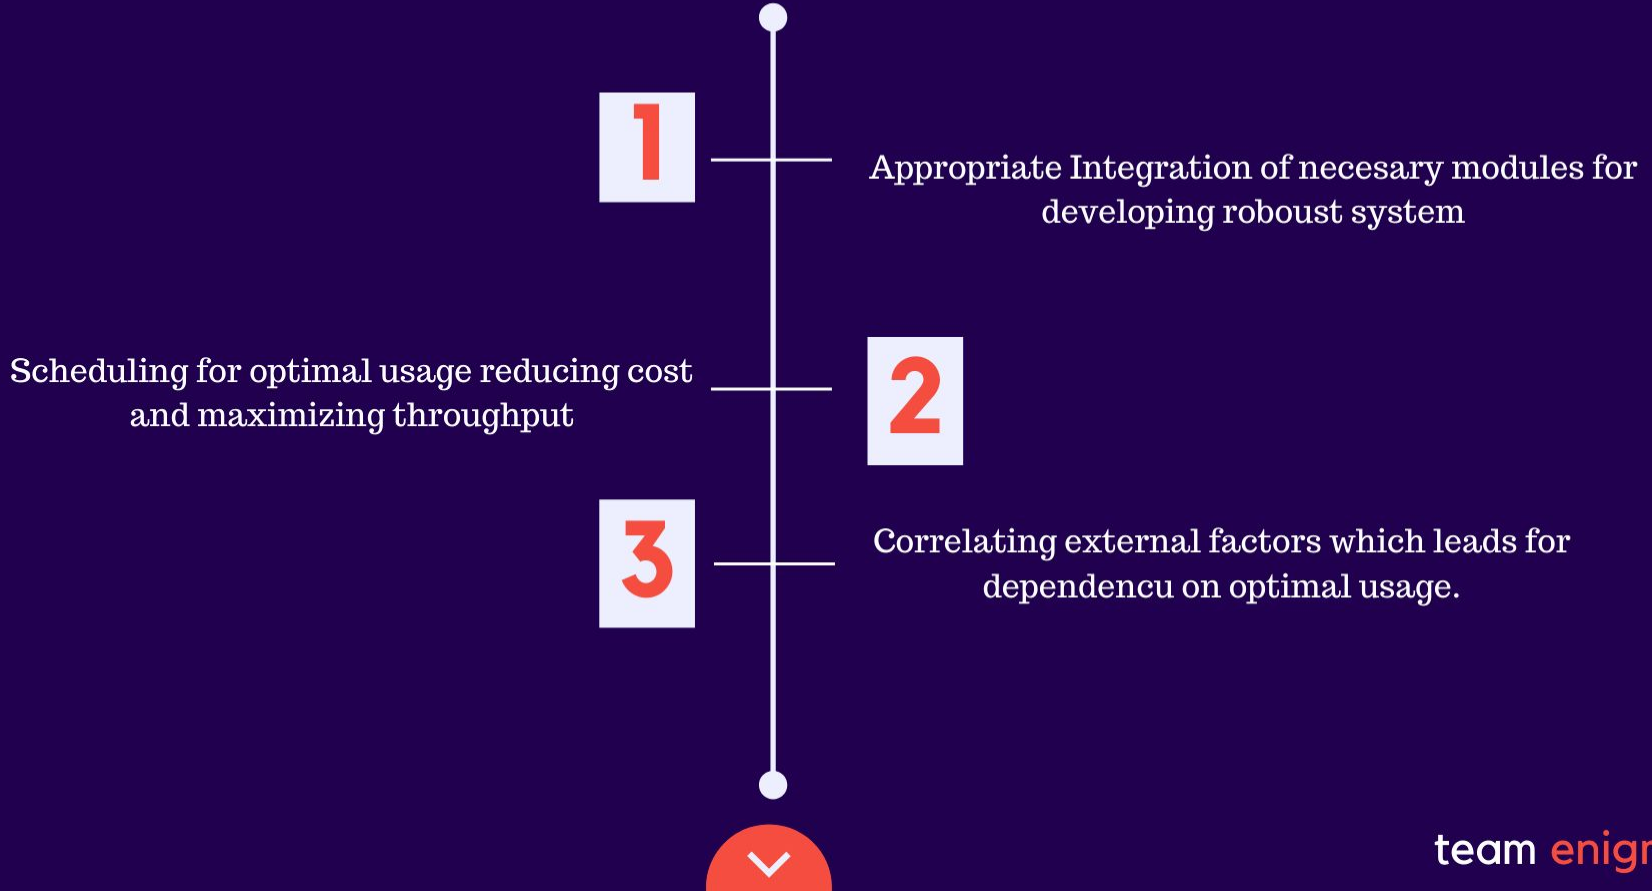 1
Appropriate Integration of necesary modules for
developing roboust system
Scheduling for optimal usage reducing cost
and maximizing throughput
2
3
Correlating external factors which leads for
dependencu on optimal usage.
team